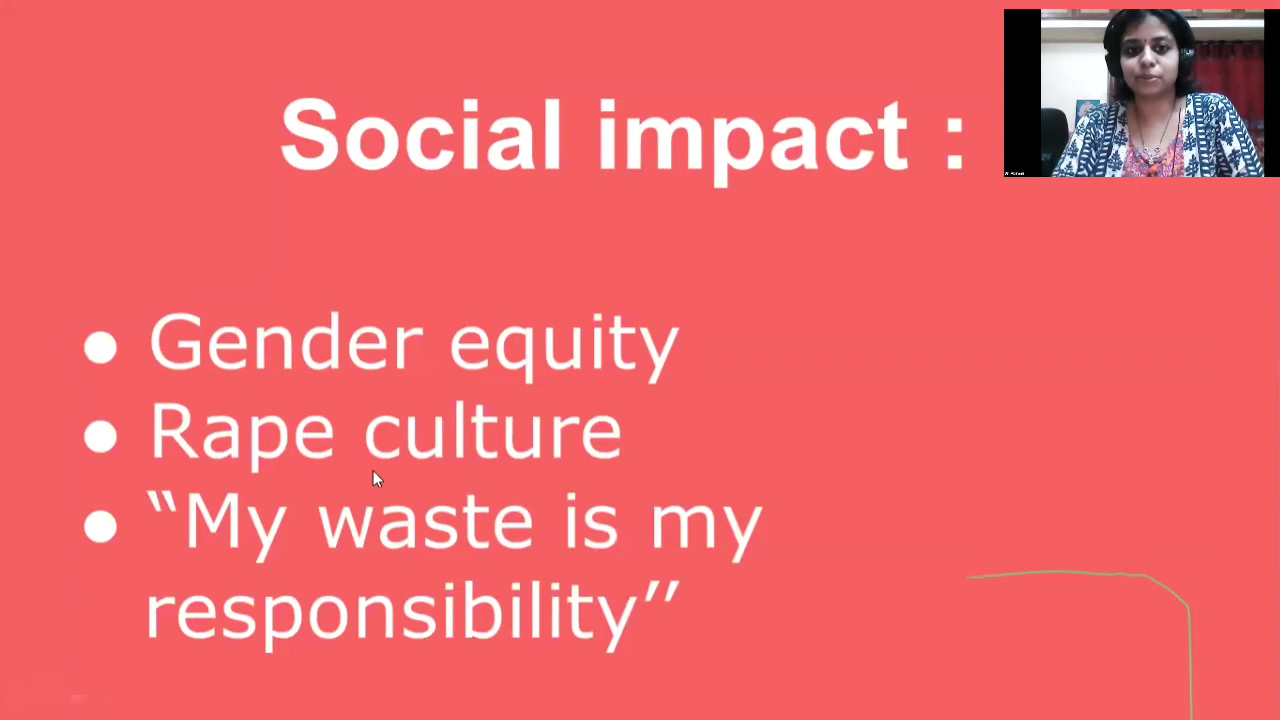 Social impact :
● Gender equity
● Rape culture
● “My waste is my
responsibility’’